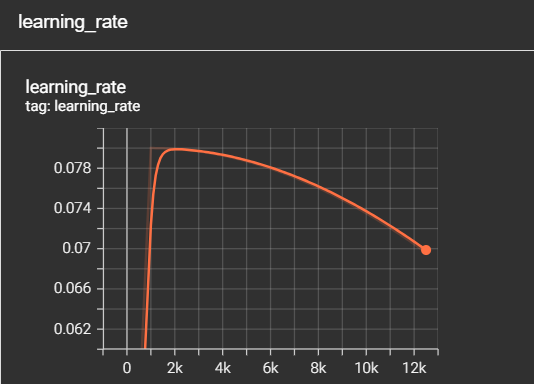 learning_rate
learning_rate
tag: learning_rate
0.078
0.074
0.07
0.066
0.062
0 2k 4k 6k 8k 10k 12k